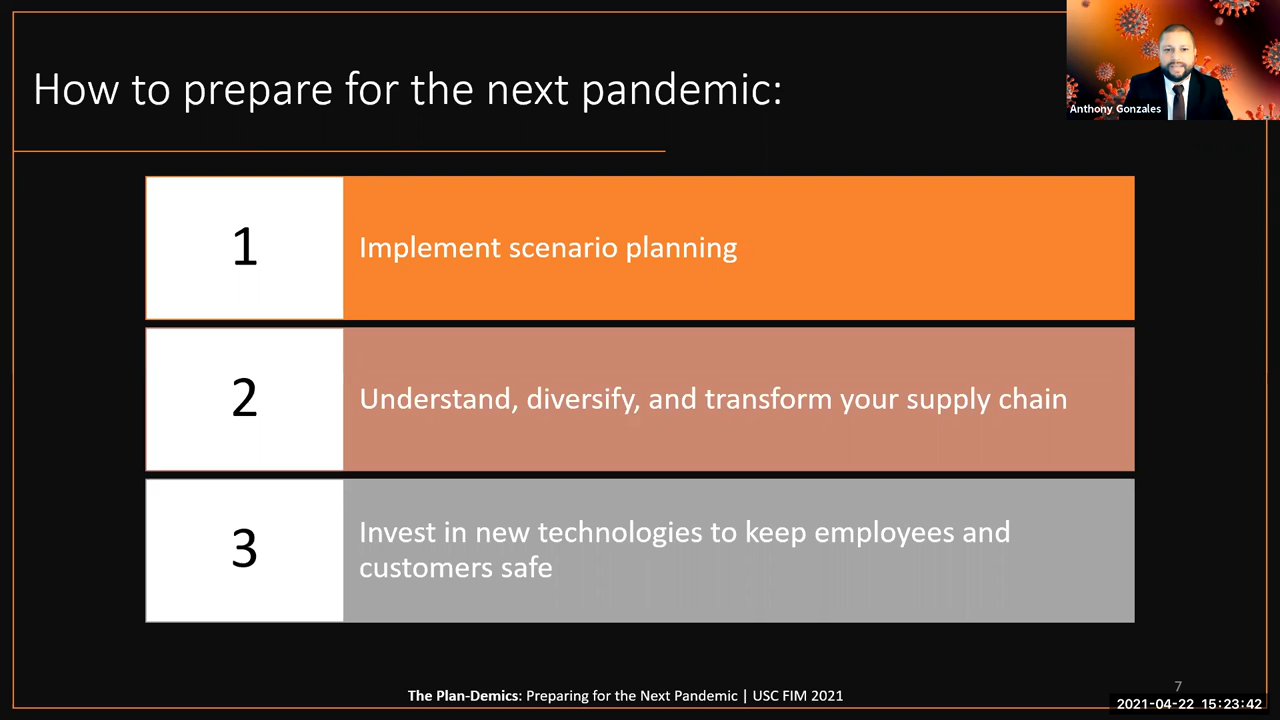 How to prepare for the next pandemic:
Anthony Gonzales
1
Implement scenario planning
2
Understand, diversify, and transform your supply chain
3
Invest in new technologies to keep employees and
customers safe
The Plan-Demics: Preparing for the Next Pandemic | USC FIM 2021
7
2021-04-22 15:23:42